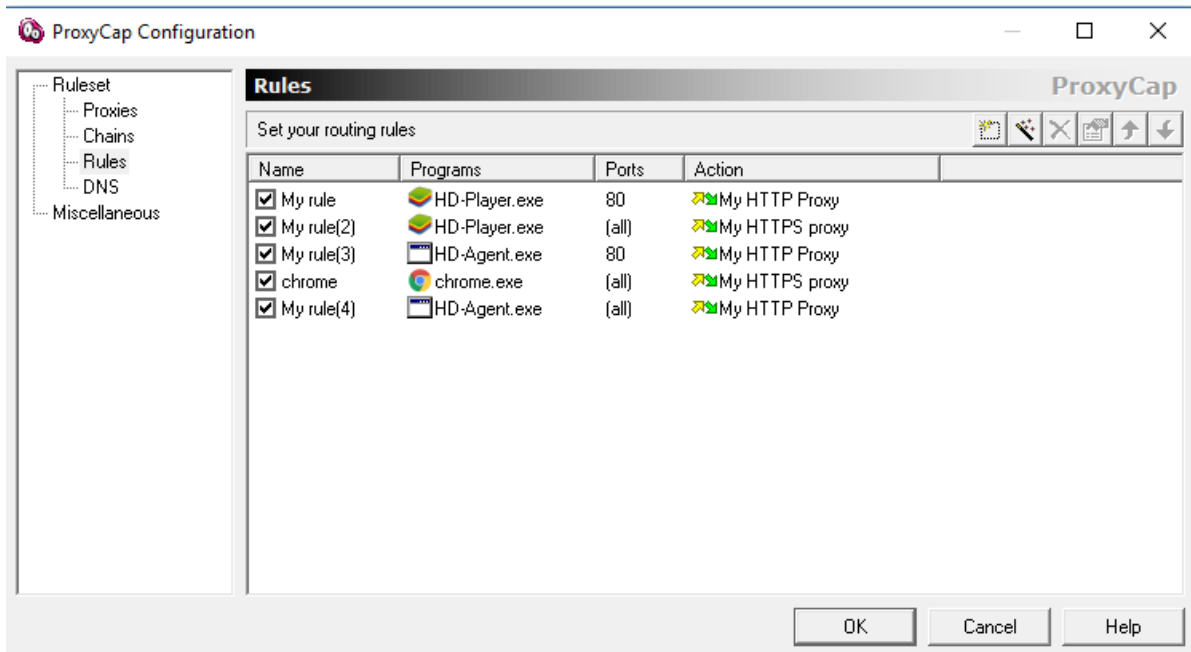 ProxyCap Configuration
Ruleset
Proxies
Chains
Rules
DNS
Miscellaneous
Rules ProxyCap
Set your routing rules
Name Programs Ports Action
My rule HD-Player.exe 80 My HTTP Proxy
My rule(2) HD-Player.exe (all) My HTTPS proxy
My rule(3) HD-Agent.exe 80 My HTTP Proxy
chrome chrome.exe (all) My HTTPS proxy
My rule(4) HD-Agent.exe (all) My HTTP Proxy
OK Cancel Help